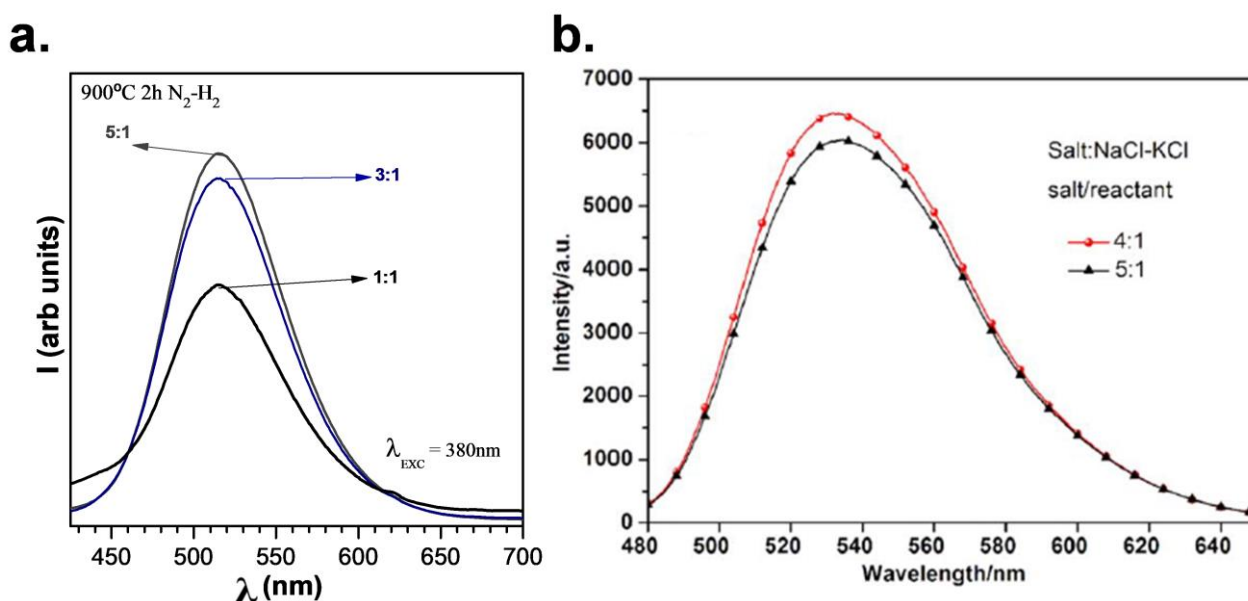 a.
900°C 2h N₂-H₂
5:1
3:1
1:1
λEXC = 380nm
I (arb units)
450 500 550 600 650 700
λ (nm)
b.
7000
6000
5000
4000
3000
2000
1000
0
Intensity/a.u.
Salt:NaCl-KCl
salt/reactant
4:1
5:1
480 500 520 540 560 580 600 620 640
Wavelength/nm